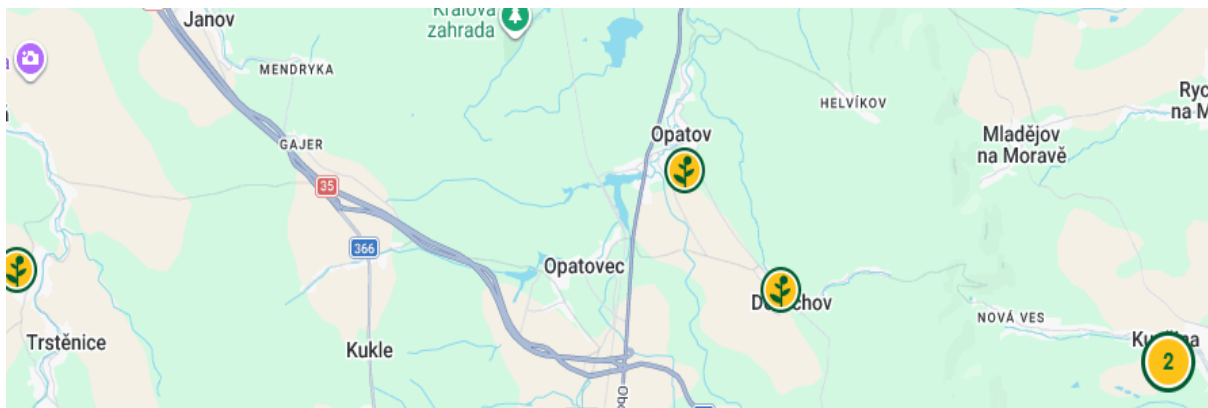 Janov
Králova
zahrada
MENDRYKA
HELVÍKOV
Opatov
Mladějov
na Moravě
GAJER
35
366
Opatovec
NOVÁ VES
Trstěnice
Kukle
2